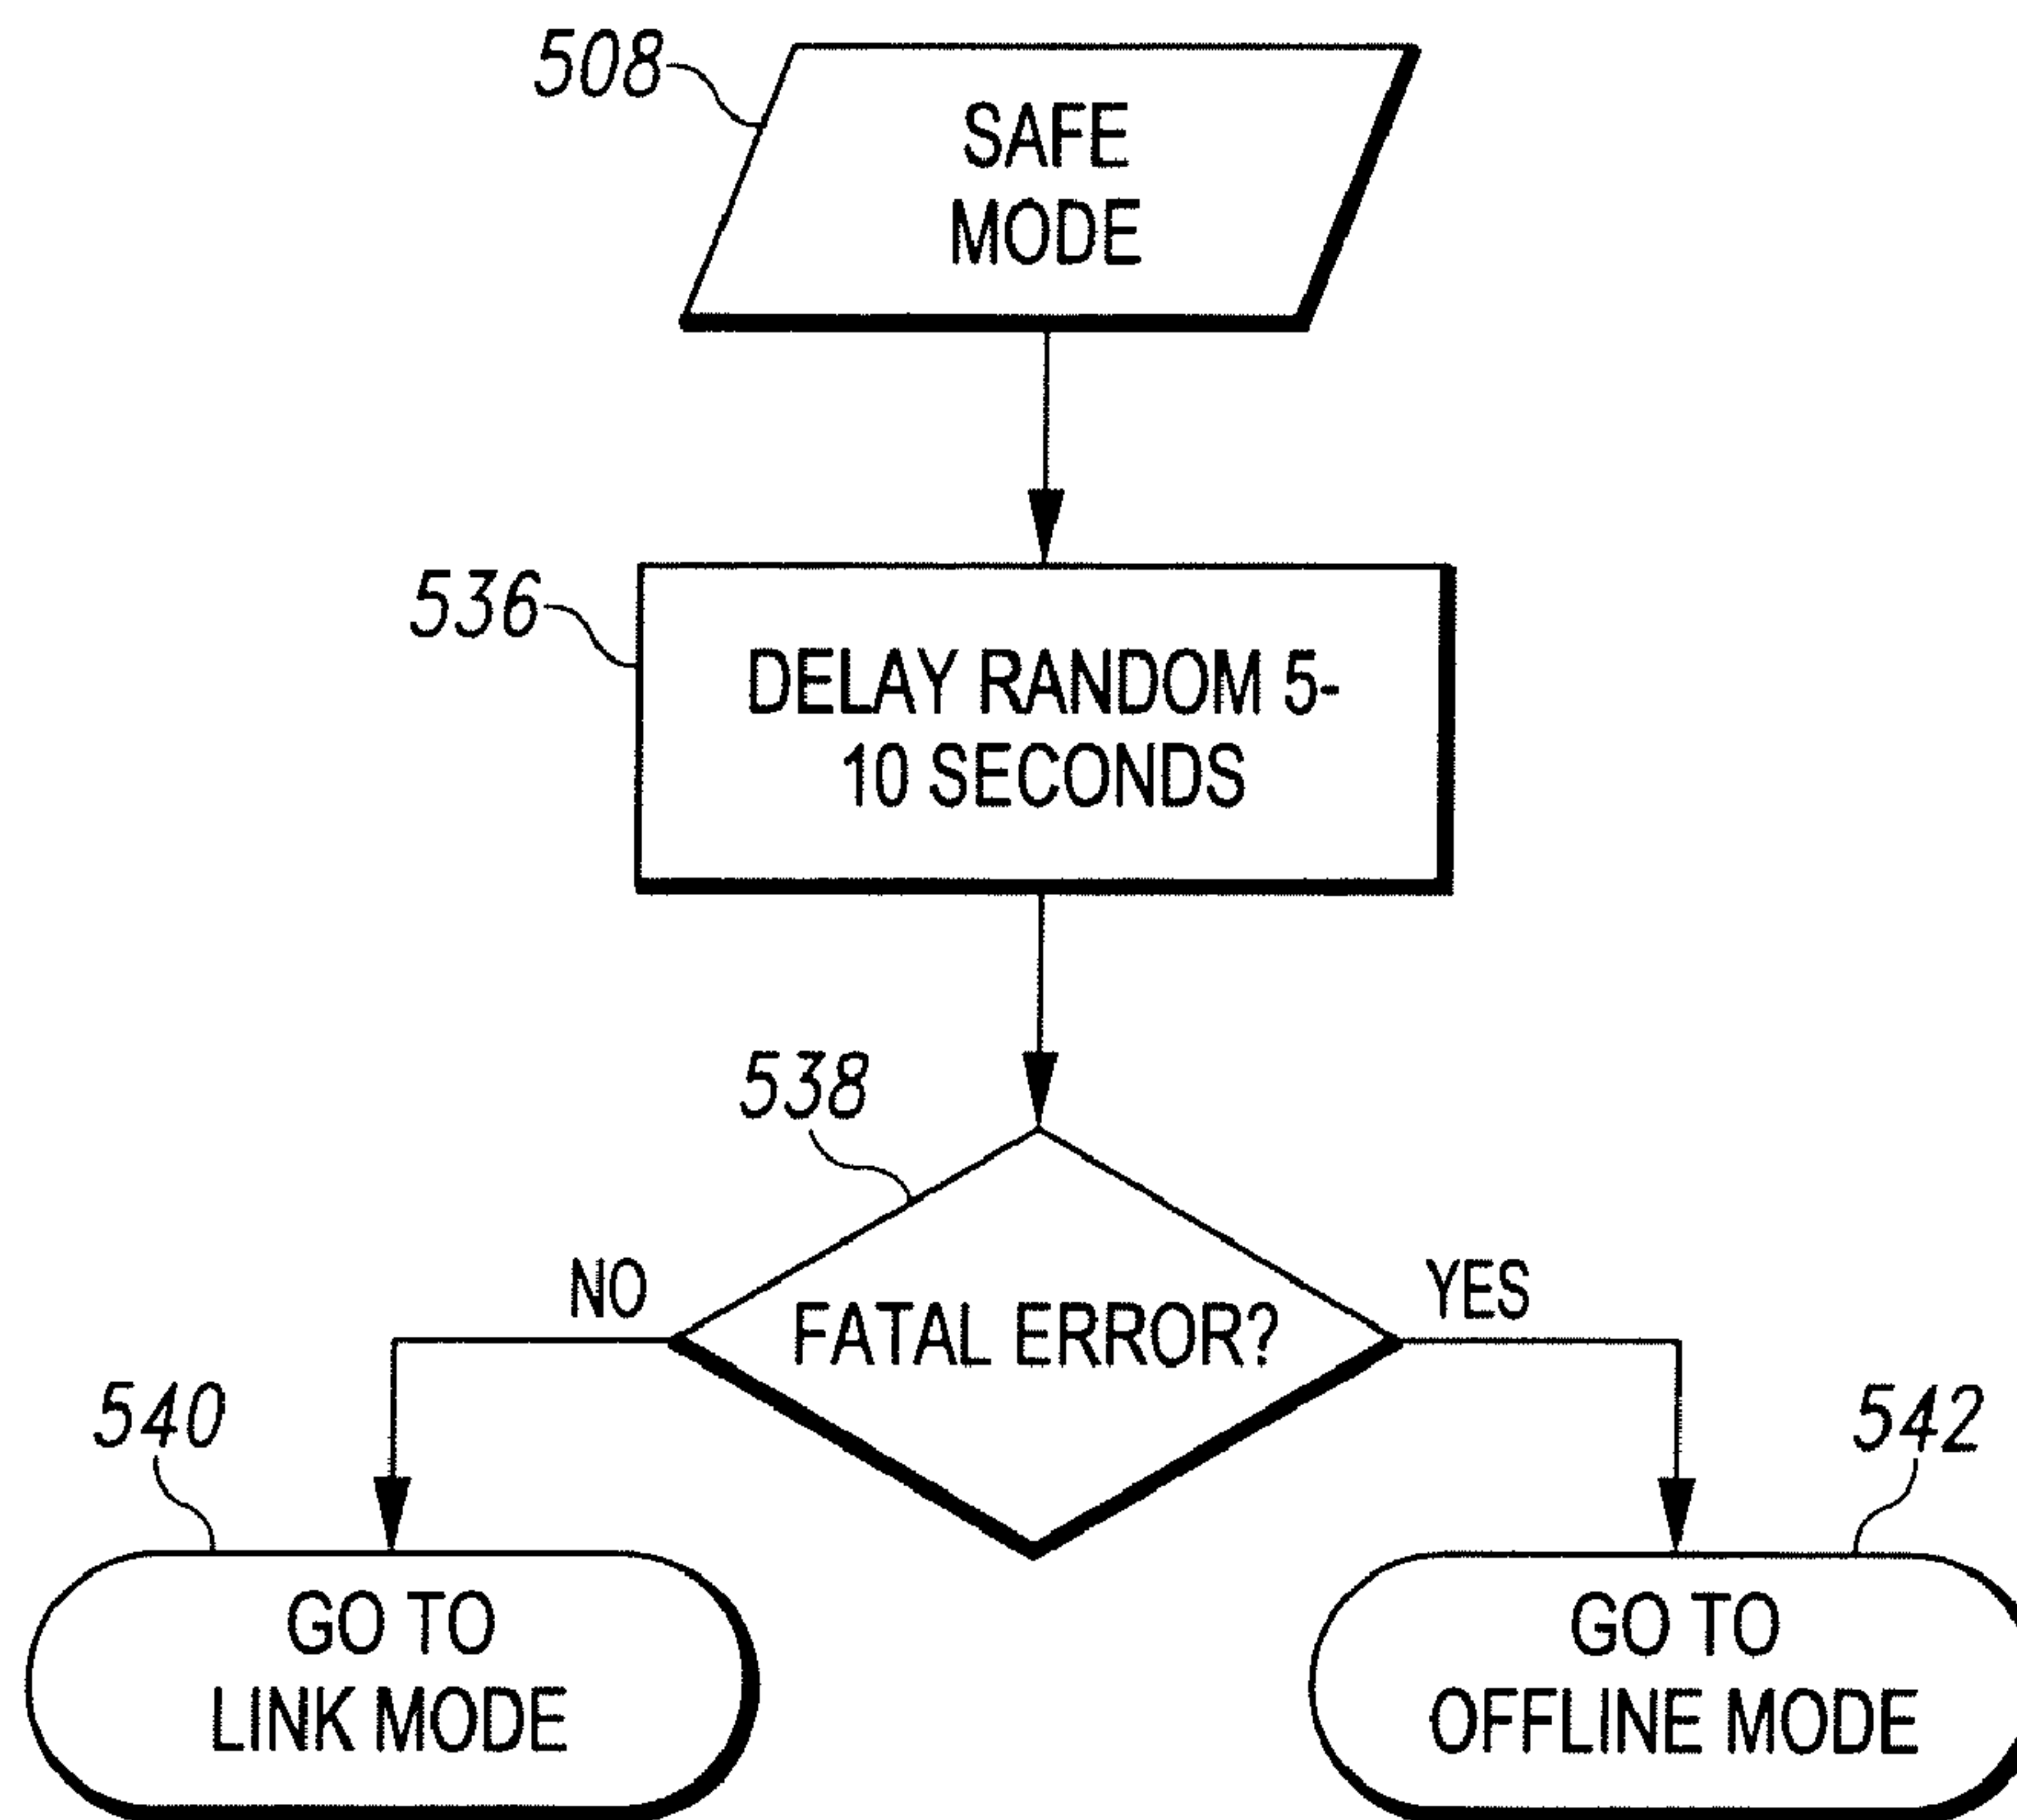 508
SAFE
MODE
536
DELAY RANDOM 5-
10 SECONDS
538
NO
FATAL ERROR?
YES
540
542
GO TO
LINK MODE
GO TO
OFFLINE MODE